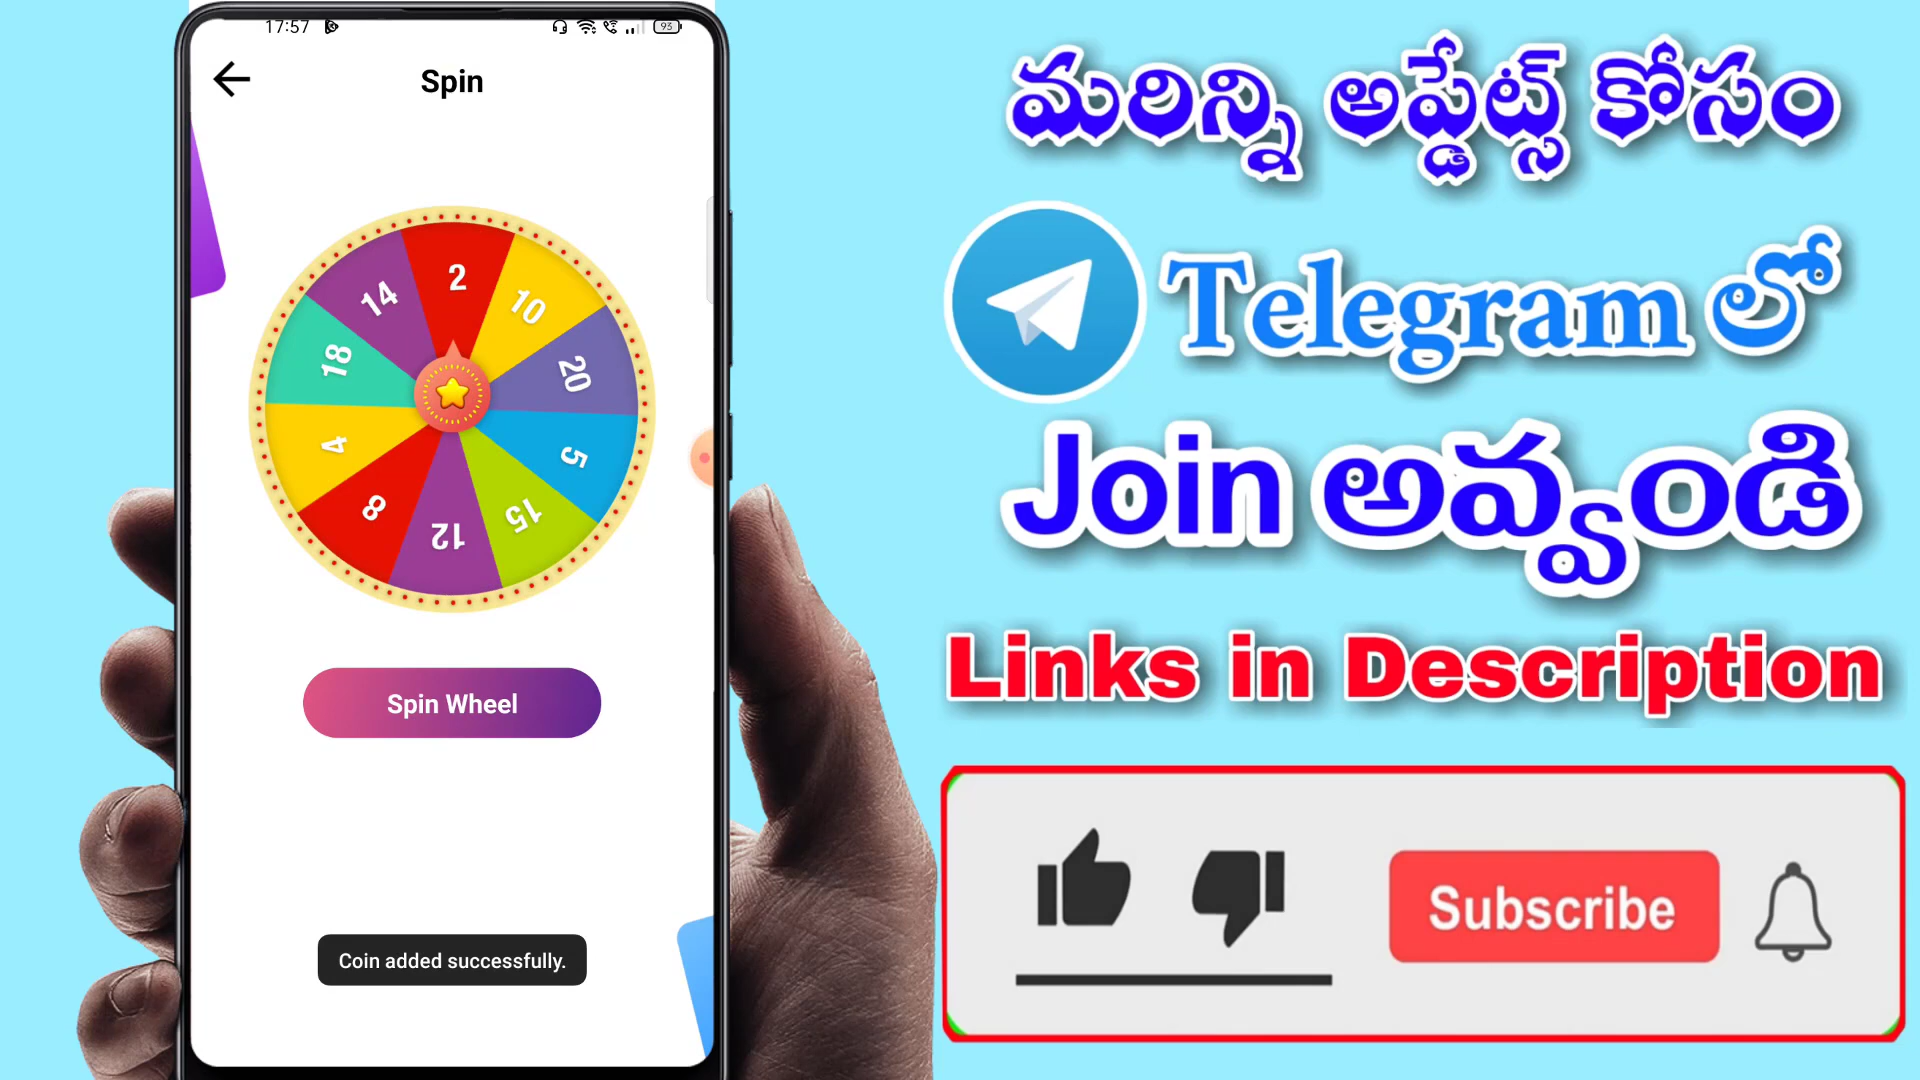 17:57
93
Spin
2
10
20
5
15
12
8
4
18
14
Spin Wheel
Coin added successfully.
మరిన్ని అప్డేట్స్ కోసం
Telegram లో
Join అవ్వండి
Links in Description
Subscribe